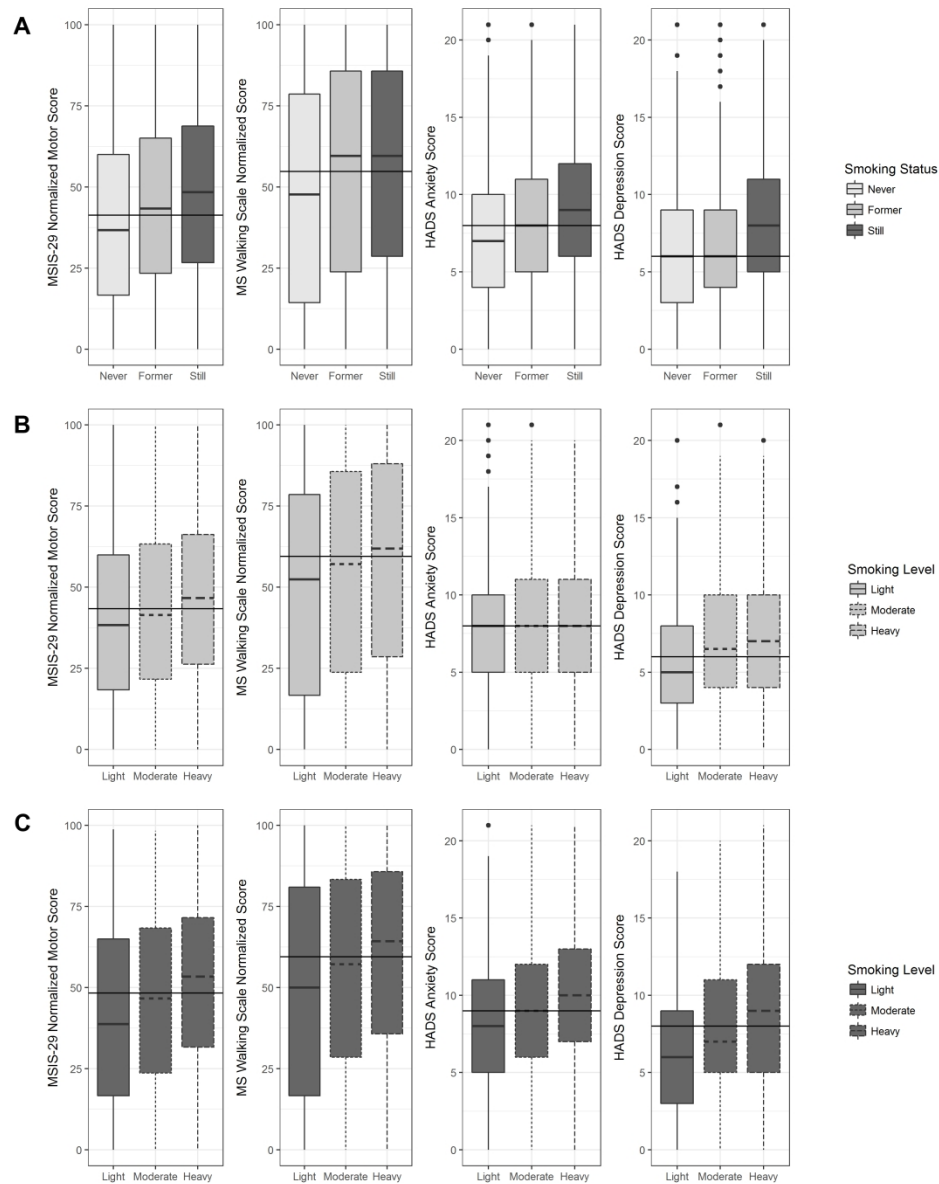 A
MSIS-29 Normalized Motor Score
100
75
50
25
0
Never Former Still
MS Walking Scale Normalized Score
100
75
50
25
0
Never Former Still
HADS Anxiety Score
20
15
10
5
0
Never Former Still
HADS Depression Score
20
15
10
5
0
Never Former Still
Smoking Status
Never
Former
Still
B
MSIS-29 Normalized Motor Score
100
75
50
25
0
Light Moderate Heavy
MS Walking Scale Normalized Score
100
75
50
25
0
Light Moderate Heavy
HADS Anxiety Score
20
15
10
5
0
Light Moderate Heavy
HADS Depression Score
20
15
10
5
0
Light Moderate Heavy
Smoking Level
Light
Moderate
Heavy
C
MSIS-29 Normalized Motor Score
100
75
50
25
0
Light Moderate Heavy
MS Walking Scale Normalized Score
100
75
50
25
0
Light Moderate Heavy
HADS Anxiety Score
20
15
10
5
0
Light Moderate Heavy
HADS Depression Score
20
15
10
5
0
Light Moderate Heavy
Smoking Level
Light
Moderate
Heavy